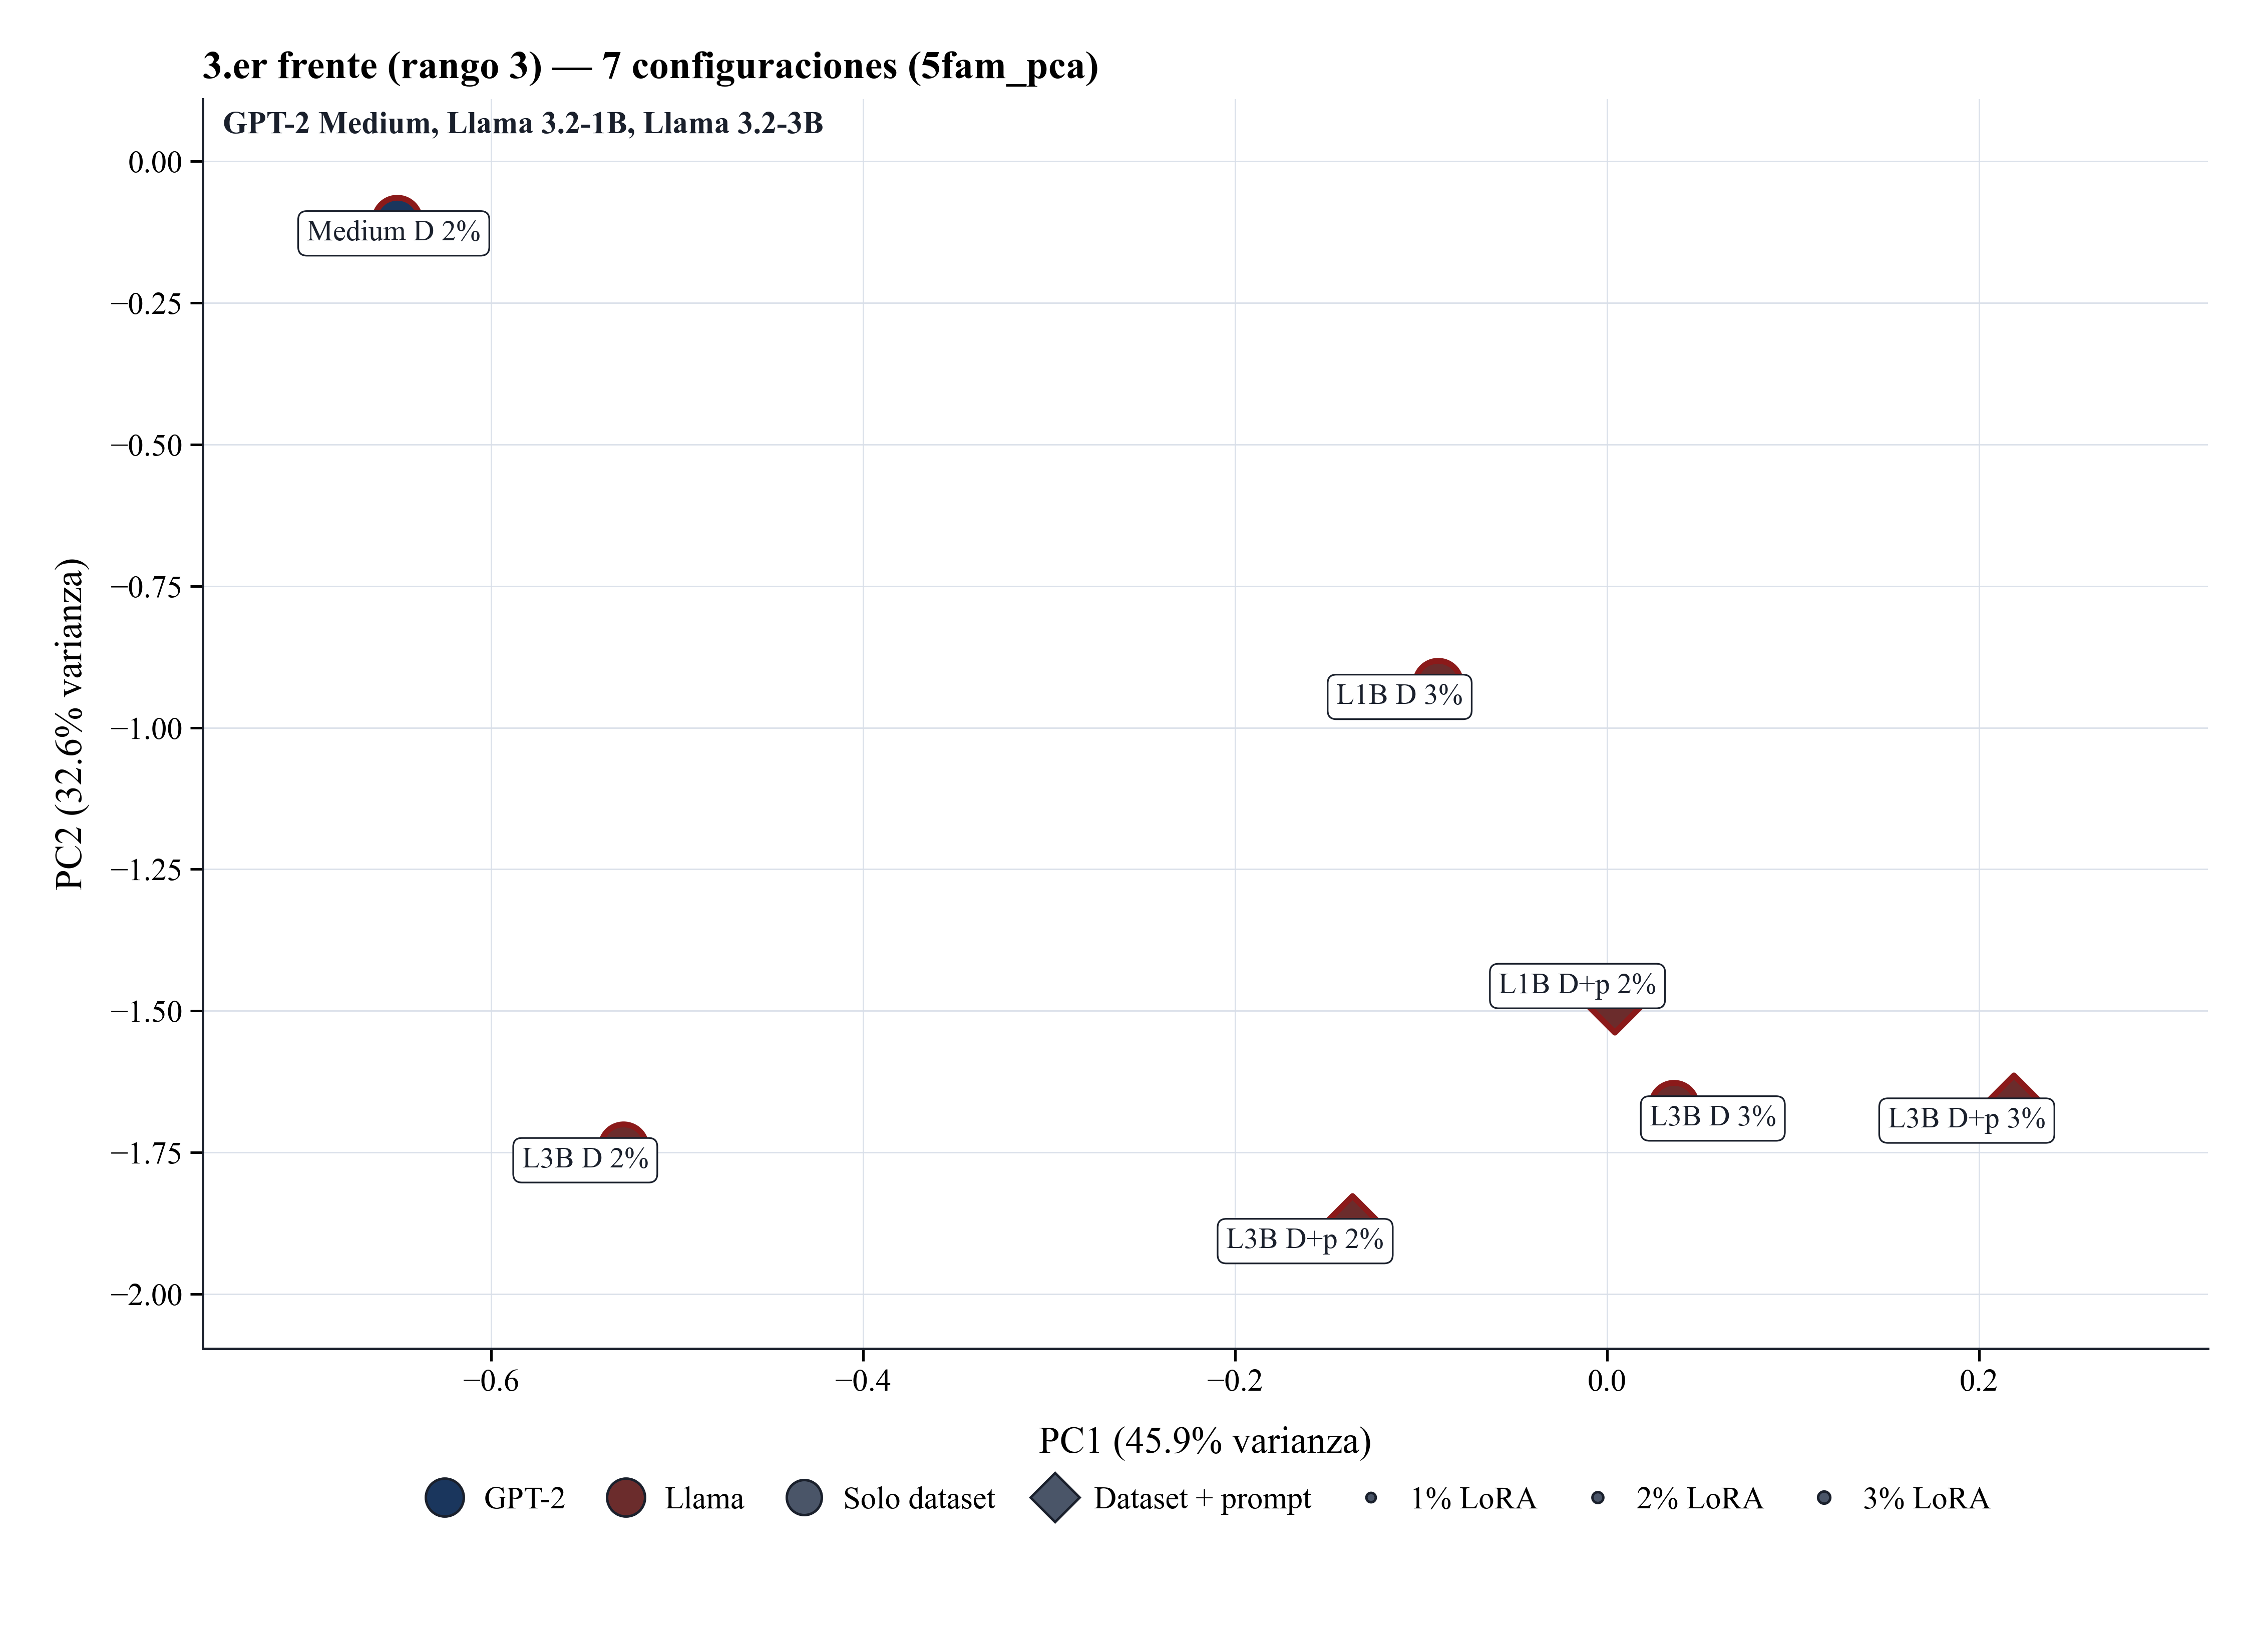 3.er frente (rango 3) — 7 configuraciones (5fam_pca)
GPT-2 Medium, Llama 3.2-1B, Llama 3.2-3B
PC2 (32.6% varianza)
0.00
−0.25
−0.50
−0.75
−1.00
−1.25
−1.50
−1.75
−2.00
Medium D 2%
L1B D 3%
L1B D+p 2%
L3B D 3%
L3B D+p 3%
L3B D 2%
L3B D+p 2%
−0.6 −0.4 −0.2 0.0 0.2
PC1 (45.9% varianza)
GPT-2 Llama Solo dataset Dataset + prompt 1% LoRA 2% LoRA 3% LoRA